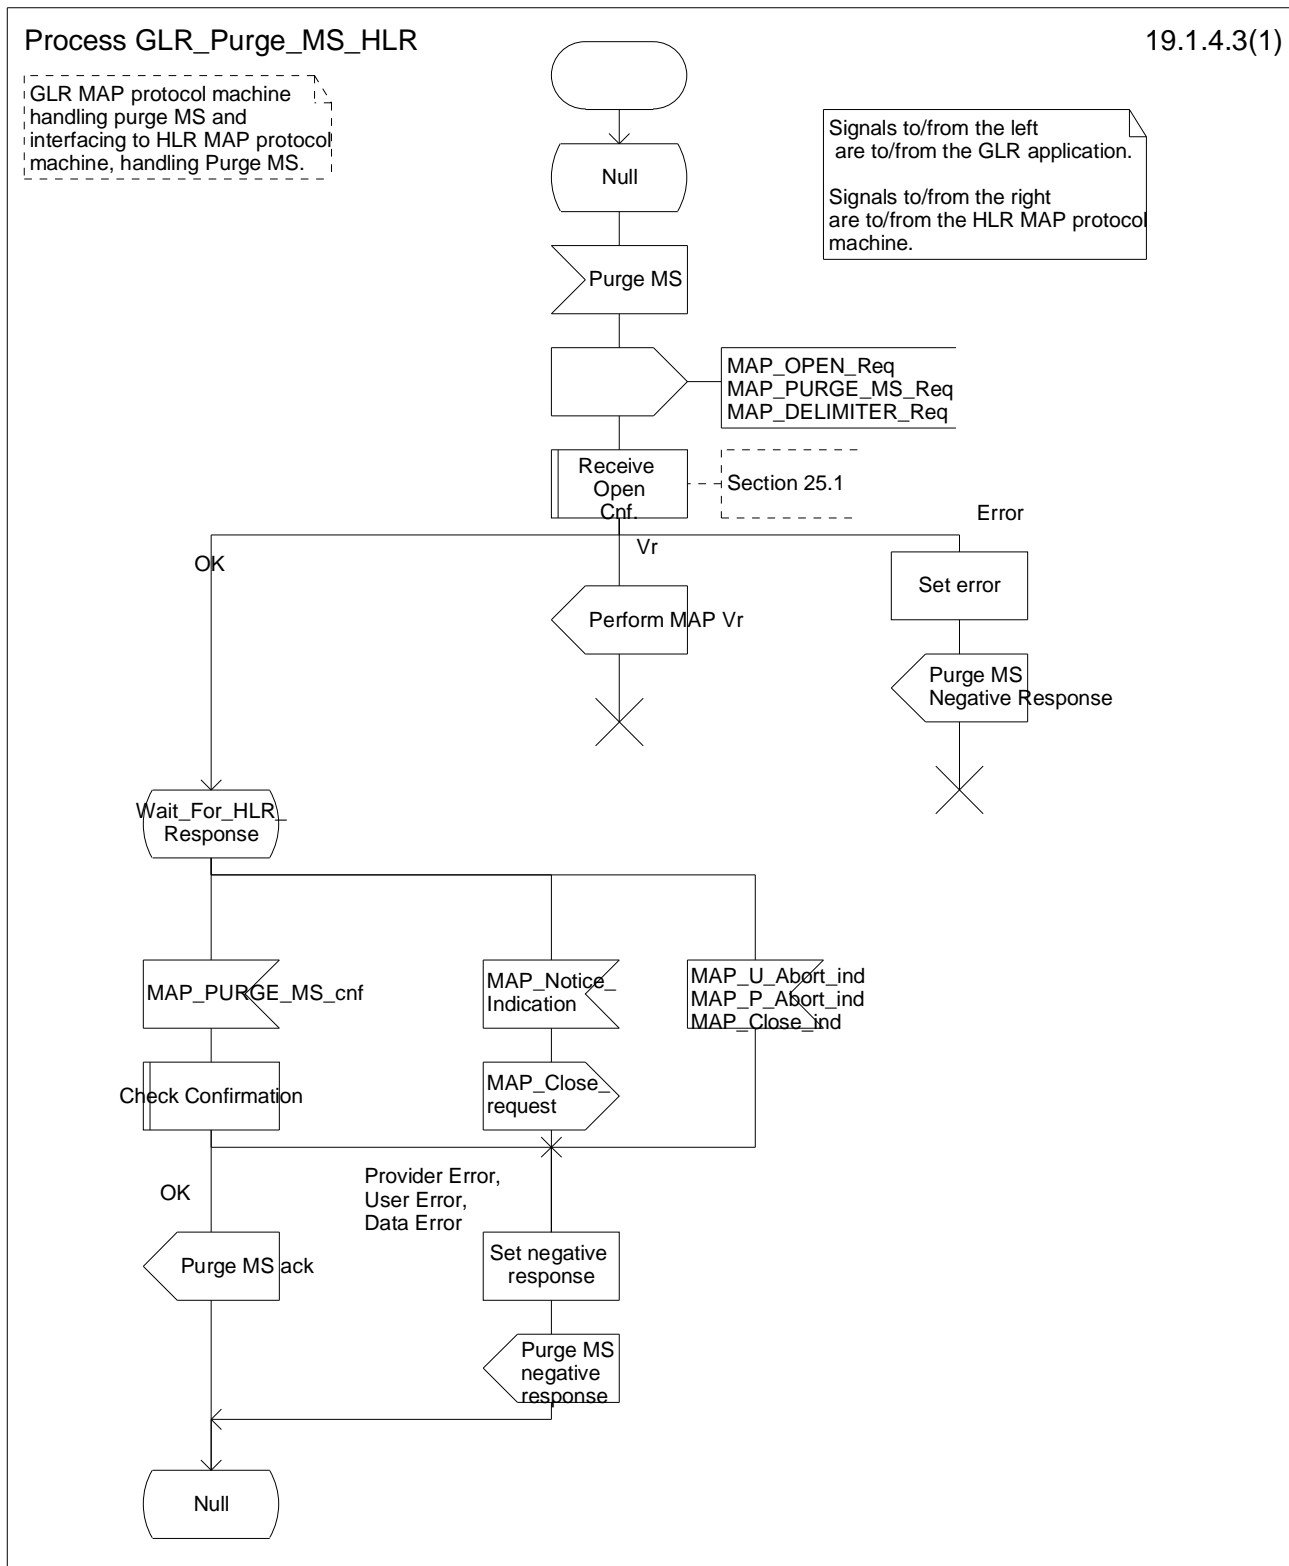 Process GLR_Purge_MS_HLR
19.1.4.3(1)
GLR MAP protocol machine
handling purge MS and
interfacing to HLR MAP protocol
machine, handling Purge MS.
Signals to/from the left
are to/from the GLR application.
Signals to/from the right
are to/from the HLR MAP protocol
machine.
Null
Purge MS
MAP_OPEN_Req
MAP_PURGE_MS_Req
MAP_DELIMITER_Req
Receive
Open
Cnf.
Section 25.1
Error
Vr
OK
Set error
Perform MAP Vr
Purge MS
Negative Response
Wait_For_HLR_
Response
MAP_PURGE_MS_cnf
MAP_Notice_
Indication
MAP_U_Abort_ind
MAP_P_Abort_ind
MAP_Close_ind
Check Confirmation
MAP_Close_
request
Provider Error,
User Error,
Data Error
OK
Purge MS ack
Set negative
response
Purge MS
negative
response
Null